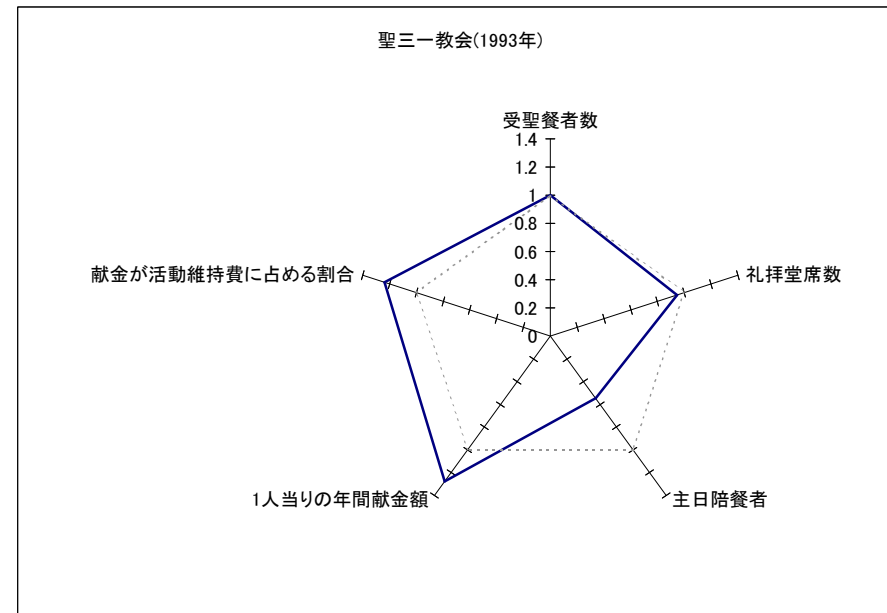 聖三一教会(1993年)
受聖餐者数
1.4
1.2
1
0.8
0.6
0.4
0.2
0
献金が活動維持費に占める割合
礼拝堂席数
1人当りの年間献金額
主日陪餐者